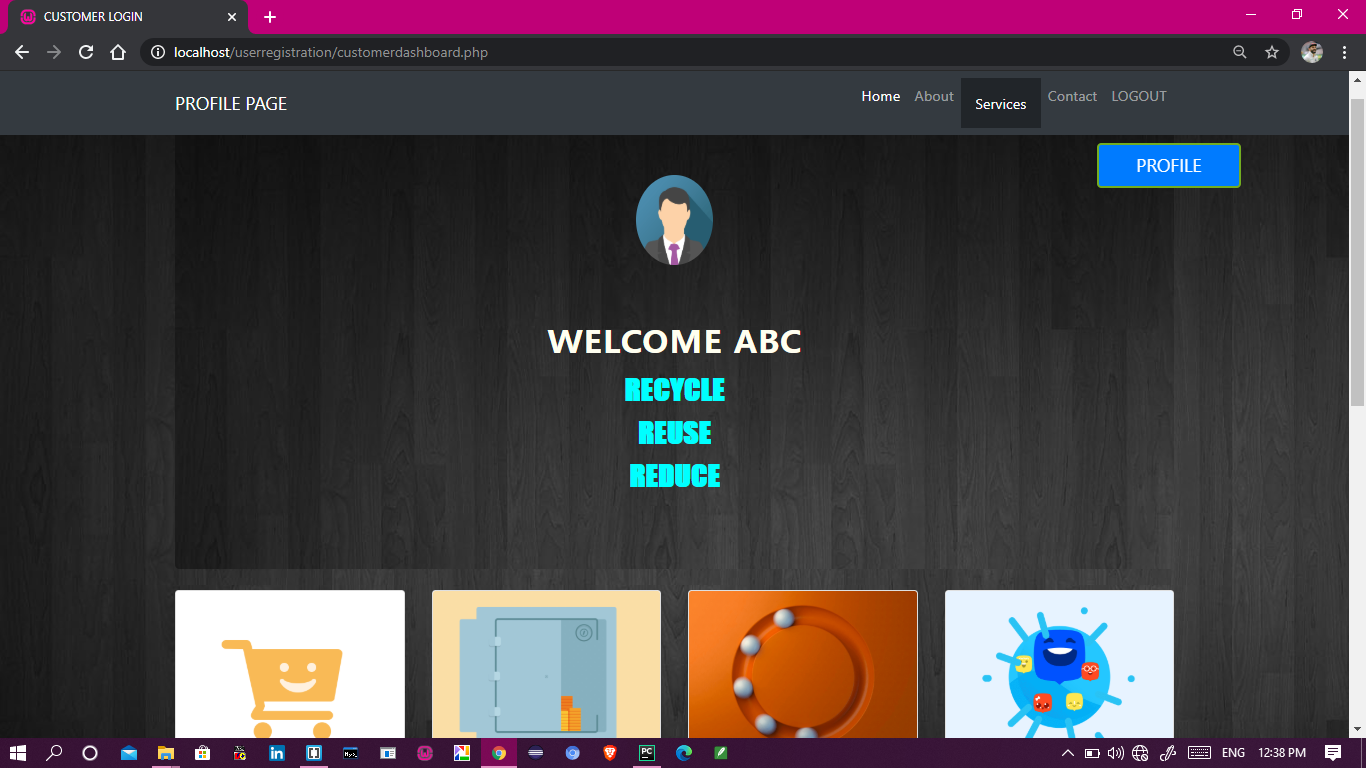 CUSTOMER LOGIN
localhost/userregistration/customerdashboard.php
PROFILE PAGE
Home About Services Contact LOGOUT
PROFILE
WELCOME ABC
RECYCLE
REUSE
REDUCE
ENG 12:38 PM